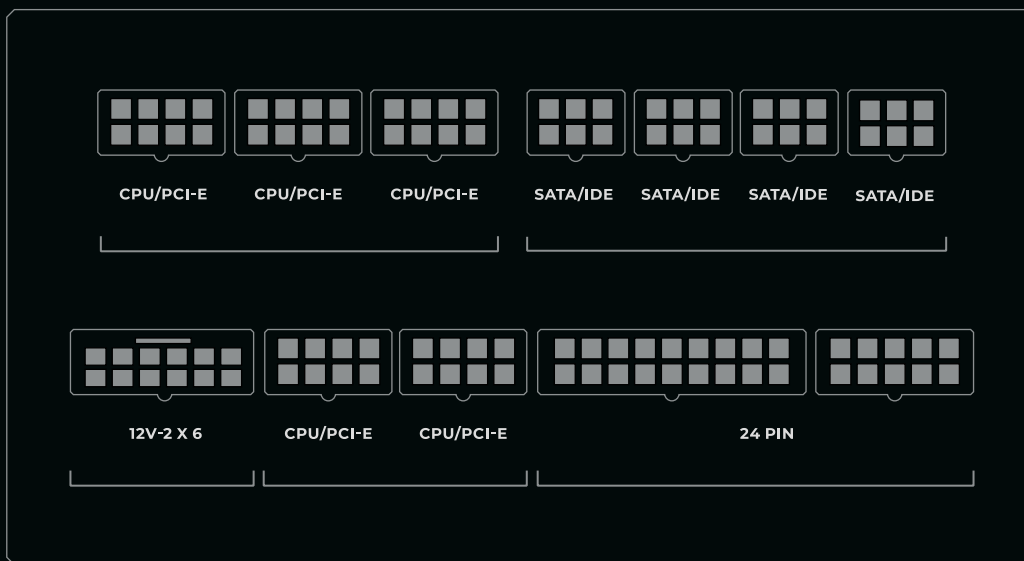 CPU/PCI-E CPU/PCI-E CPU/PCI-E SATA/IDE SATA/IDE SATA/IDE SATA/IDE
12V-2 X 6 CPU/PCI-E CPU/PCI-E 24 PIN